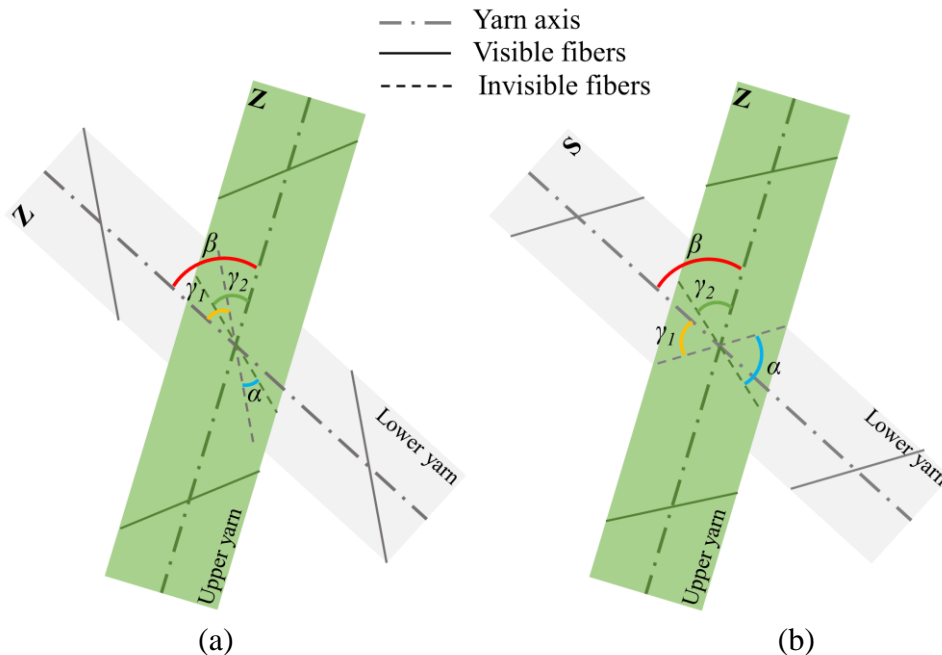 Yarn axis
Visible fibers
Invisible fibers
Z
Z
β
γ1
γ2
α
Lower yarn
Upper yarn
(a)
Z
S
β
γ2
γ1
α
Lower yarn
Upper yarn
(b)